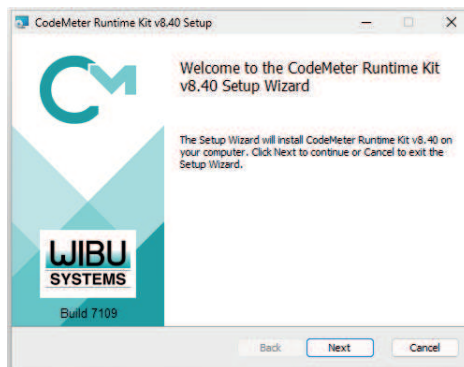 CodeMeter Runtime Kit v8.40 Setup
Welcome to the CodeMeter Runtime Kit
v8.40 Setup Wizard
The Setup Wizard will install CodeMeter Runtime Kit v8.40 on
your computer. Click Next to continue or Cancel to exit the
Setup Wizard.
WIBU
SYSTEMS
Build 7109
Back Next Cancel